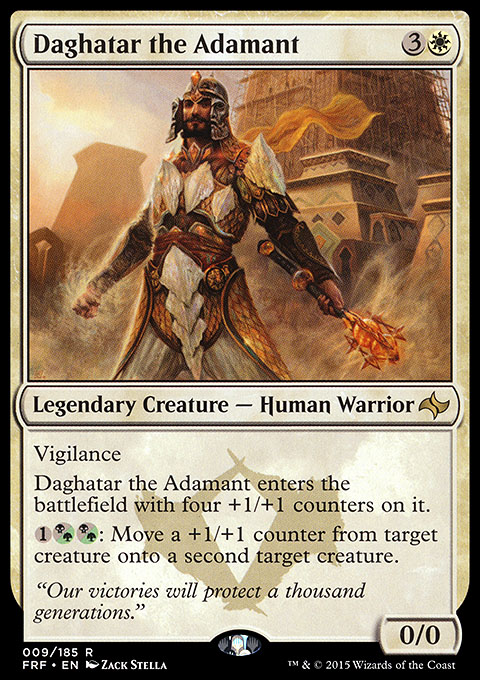 Daghatar the Adamant 3
Legendary Creature — Human Warrior
Vigilance
Daghatar the Adamant enters the
battlefield with four +1/+1 counters on it.
1: Move a +1/+1 counter from target
creature onto a second target creature.
“Our victories will protect a thousand
generations.”
0/0
009/185 R
FRF • EN Zack Stella
™ & © 2015 Wizards of the Coast